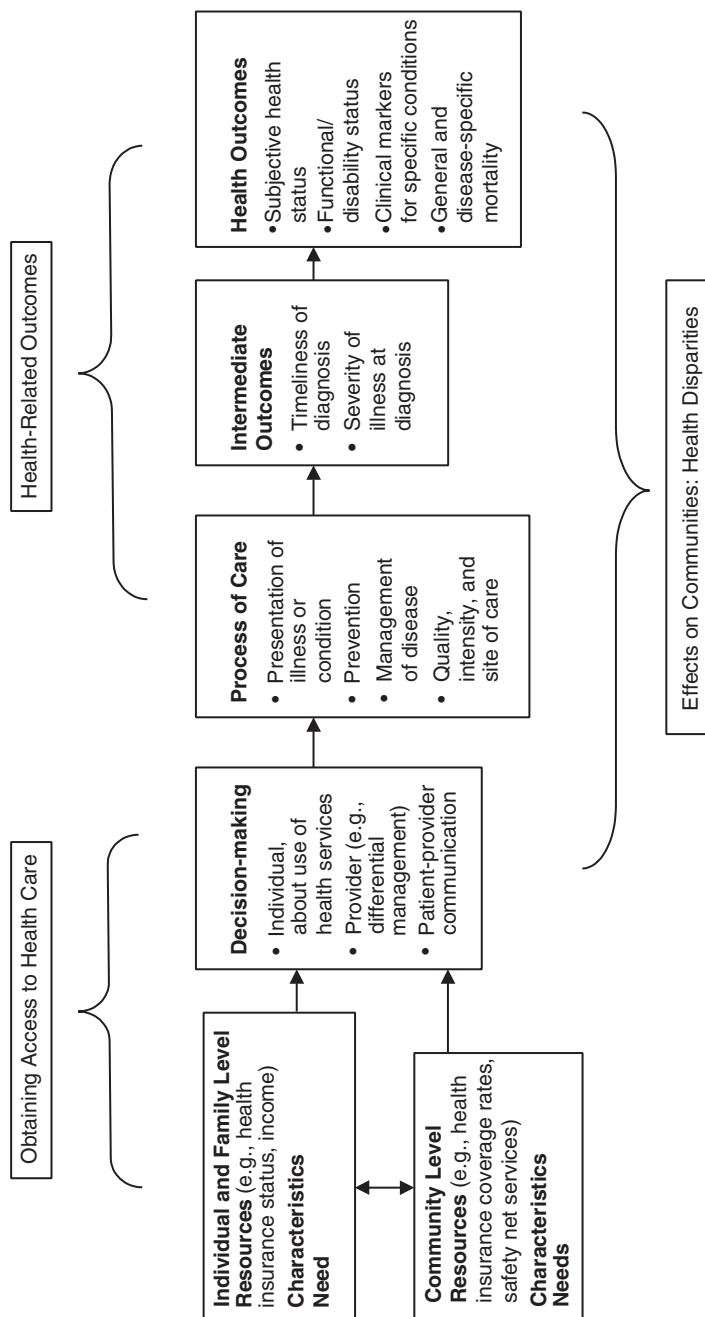 Obtaining Access to Health Care
Health-Related Outcomes
Individual and Family Level
Resources (e.g., health
insurance status, income)
Characteristics
Need
Community Level
Resources (e.g., health
insurance coverage rates,
safety net services)
Characteristics
Needs
Decision-making
• Individual,
about use of
health services
• Provider (e.g.,
differential
management)
• Patient-provider
communication
Process of Care
• Presentation of
illness or
condition
• Prevention
• Management
of disease
• Quality,
intensity, and
site of care
Intermediate
Outcomes
• Timeliness of
diagnosis
• Severity of
illness at
diagnosis
Health Outcomes
• Subjective health
status
• Functional/
disability status
• Clinical markers
for specific conditions
• General and
disease-specific
mortality
Effects on Communities: Health Disparities